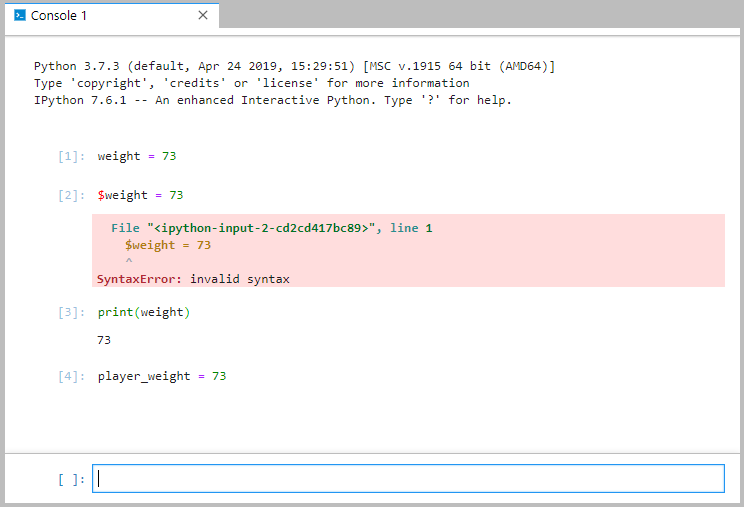 Console 1
Python 3.7.3 (default, Apr 24 2019, 15:29:51) [MSC v.1915 64 bit (AMD64)]
Type 'copyright', 'credits' or 'license' for more information
IPython 7.6.1 -- An enhanced Interactive Python. Type '?' for help.
[1]: weight = 73
[2]: $weight = 73
File "<ipython-input-2-cd2cd417bc89>", line 1
$weight = 73
^
SyntaxError: invalid syntax
[3]: print(weight)
73
[4]: player_weight = 73
[ ]: